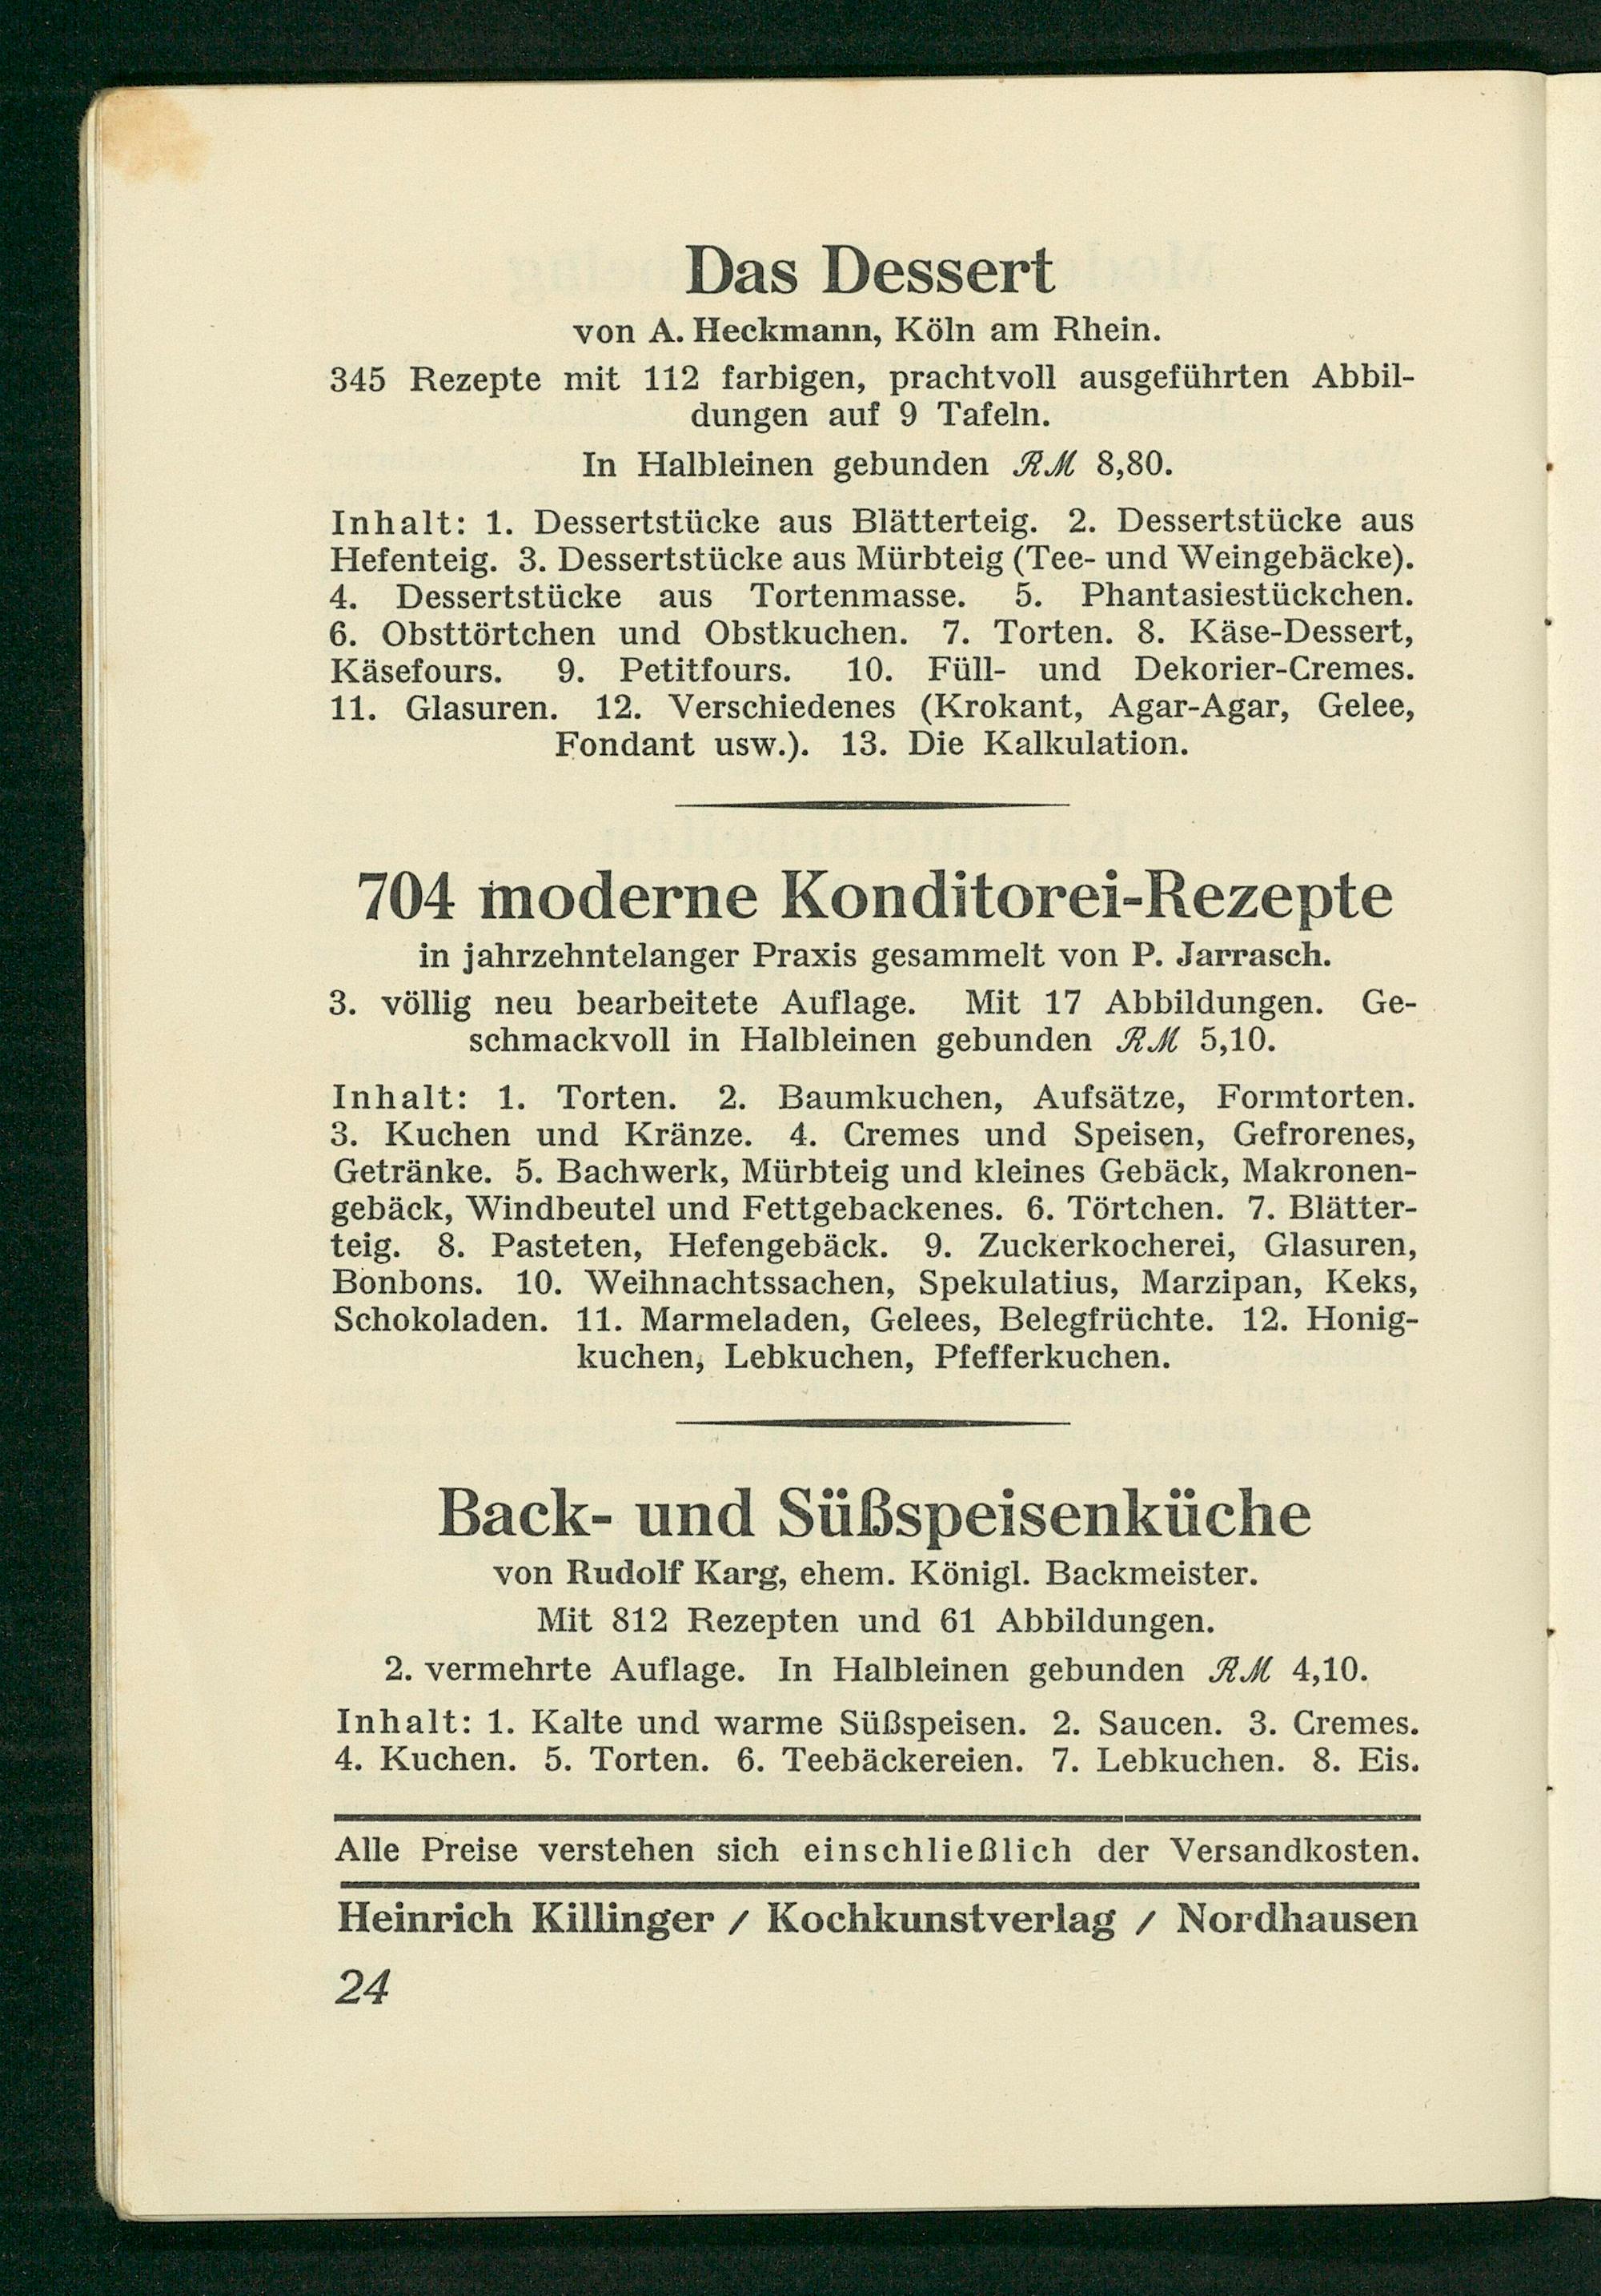 Das Dessert
von A. Heckmann, Köln am Rhein.
345 Rezepte mit 112 farbigen, prachtvoll ausgeführten Abbil-
dungen auf 9 Tafeln.
In Halbleinen gebunden RM 8,80.
Inhalt: 1. Dessertstücke aus Blätterteig. 2. Dessertstücke aus
Hefenteig. 3. Dessertstücke aus Mürbteig (Tee- und Weingebäcke).
4. Dessertstücke aus Tortenmasse. 5. Phantasiestückchen.
6. Obsttörtchen und Obstkuchen. 7. Torten. 8. Käse-Dessert,
Käsefours. 9. Petitfours. 10. Füll- und Dekorier-Cremes.
11. Glasuren. 12. Verschiedenes (Krokant, Agar-Agar, Gelee,
Fondant usw.). 13. Die Kalkulation.
704 moderne Konditorei-Rezepte
in jahrzehntelanger Praxis gesammelt von P. Jarrasch.
3. völlig neu bearbeitete Auflage. Mit 17 Abbildungen. Ge-
schmackvoll in Halbleinen gebunden RM 5,10.
Inhalt: 1. Torten. 2. Baumkuchen, Aufsätze, Formtorten.
3. Kuchen und Kränze. 4. Cremes und Speisen, Gefrorenes,
Getränke. 5. Bachwerk, Mürbteig und kleines Gebäck, Makronen-
gebäck, Windbeutel und Fettgebackenes. 6. Törtchen. 7. Blätter-
teig. 8. Pasteten, Hefengebäck. 9. Zuckerkocherei, Glasuren,
Bonbons. 10. Weihnachtssachen, Spekulatius, Marzipan, Keks,
Schokoladen. 11. Marmeladen, Gelees, Belegfrüchte. 12. Honig-
kuchen, Lebkuchen, Pfefferkuchen.
Back- und Süßspeisenküche
von Rudolf Karg, ehem. Königl. Backmeister.
Mit 812 Rezepten und 61 Abbildungen.
2. vermehrte Auflage. In Halbleinen gebunden RM 4,10.
Inhalt: 1. Kalte und warme Süßspeisen. 2. Saucen. 3. Cremes.
4. Kuchen. 5. Torten. 6. Teebäckereien. 7. Lebkuchen. 8. Eis.
Alle Preise verstehen sich einschließlich der Versandkosten.
Heinrich Killinger / Kochkunstverlag / Nordhausen
24